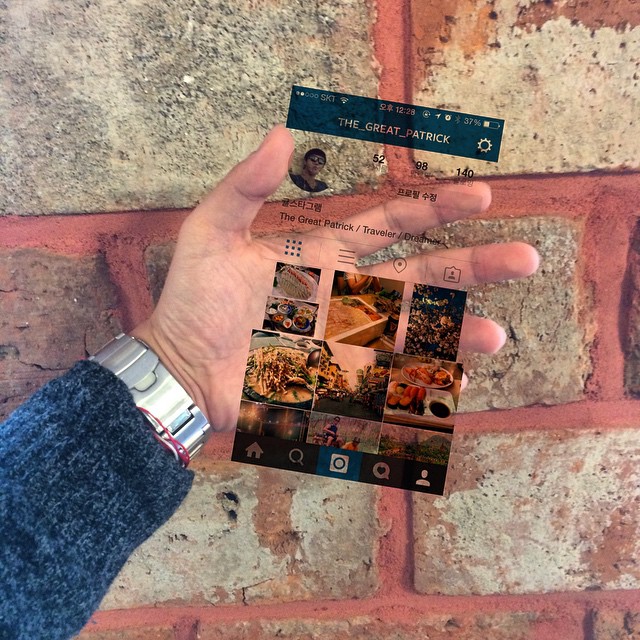 SKT 오후 12:28 37%
THE_GREAT_PATRICK
52 98 140
프로필 수정
The Great Patrick / Traveler / Dreamer